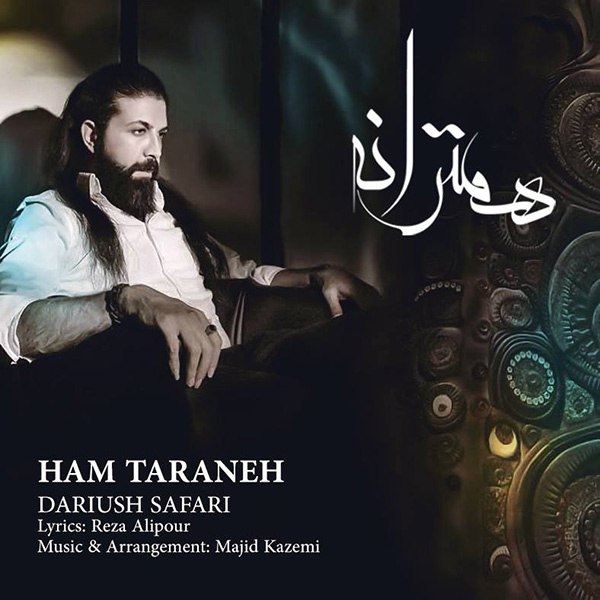 همترانه
HAM TARANEH
DARIUSH SAFARI
Lyrics: Reza Alipour
Music & Arrangement: Majid Kazemi